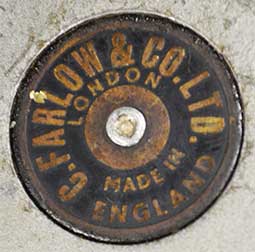 C. FARLOW & CO. LTD.
LONDON
MADE IN
ENGLAND